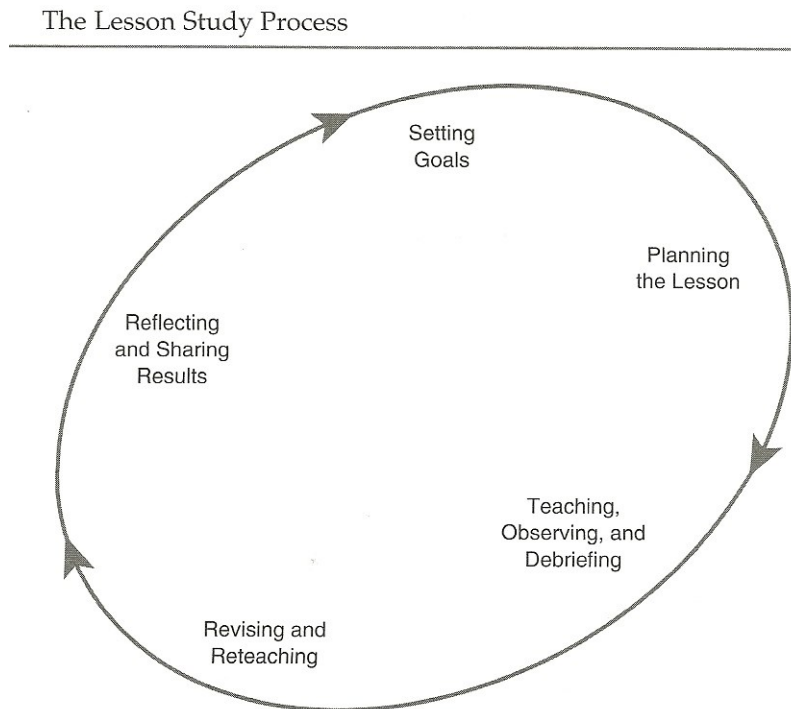 The Lesson Study Process
Setting
Goals
Planning
the Lesson
Teaching,
Observing, and
Debriefing
Revising and
Reteaching
Reflecting
and Sharing
Results